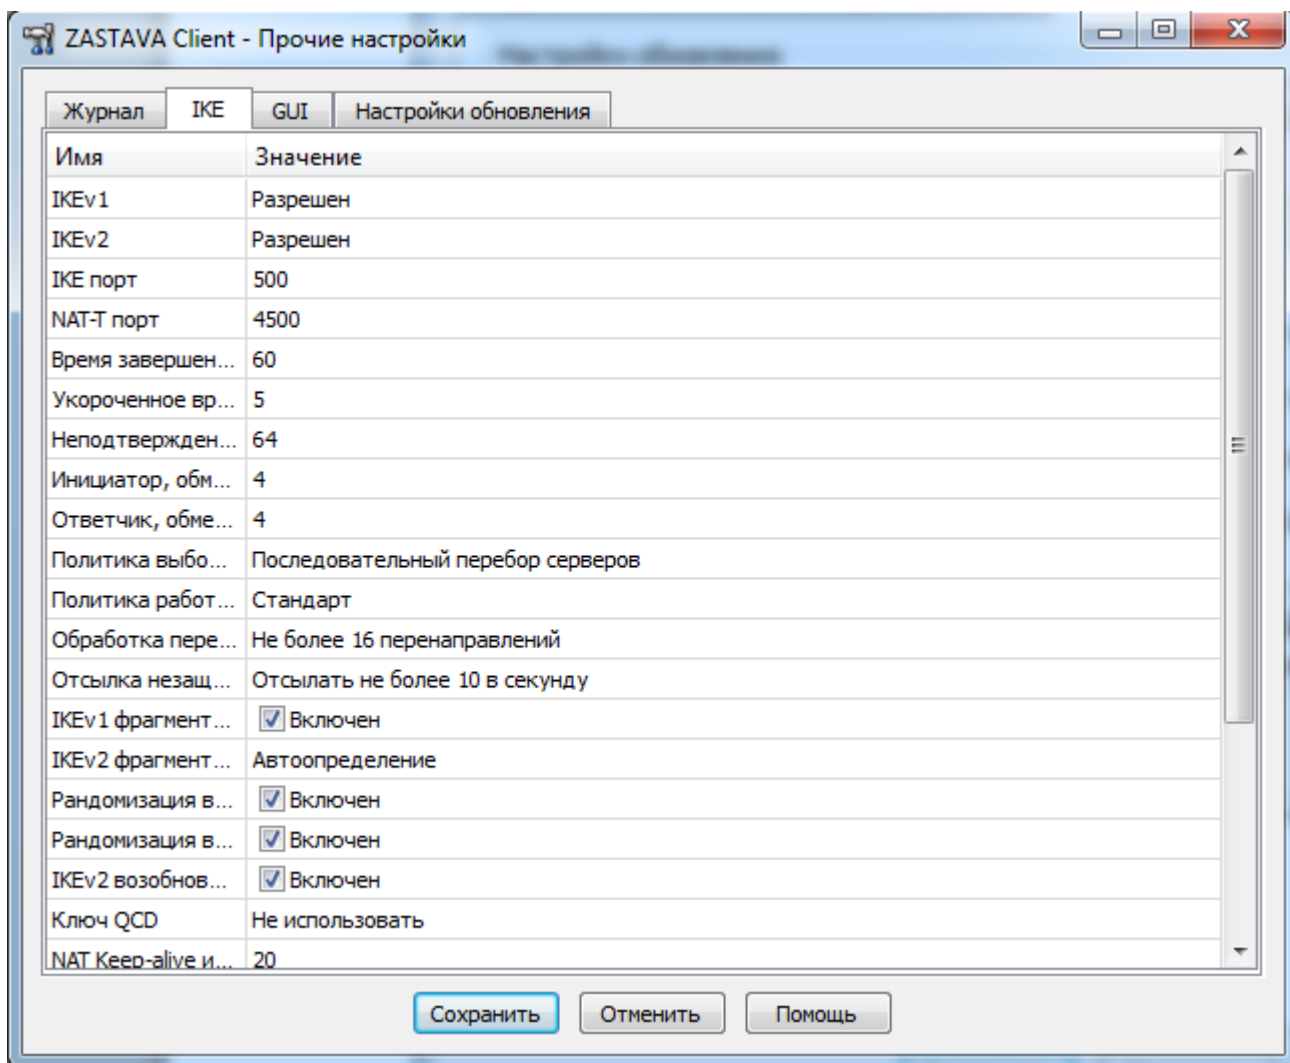 ZASTAVA Client - Прочие настройки
Журнал IKE GUI Настройки обновления
Имя Значение
IKEv1 Разрешен
IKEv2 Разрешен
IKE порт 500
NAT-T порт 4500
Время завершен... 60
Укороченное вр... 5
Неподтвержден... 64
Инициатор, обм... 4
Ответчик, обме... 4
Политика выбо... Последовательный перебор серверов
Политика работ... Стандарт
Обработка пере... Не более 16 перенаправлений
Отсылка незащ... Отсылать не более 10 в секунду
IKEv1 фрагмент... Включен
IKEv2 фрагмент... Автоопределение
Рандомизация в... Включен
Рандомизация в... Включен
IKEv2 возобнов... Включен
Ключ QCD Не использовать
NAT Keep-alive и... 20
Сохранить Отменить Помощь